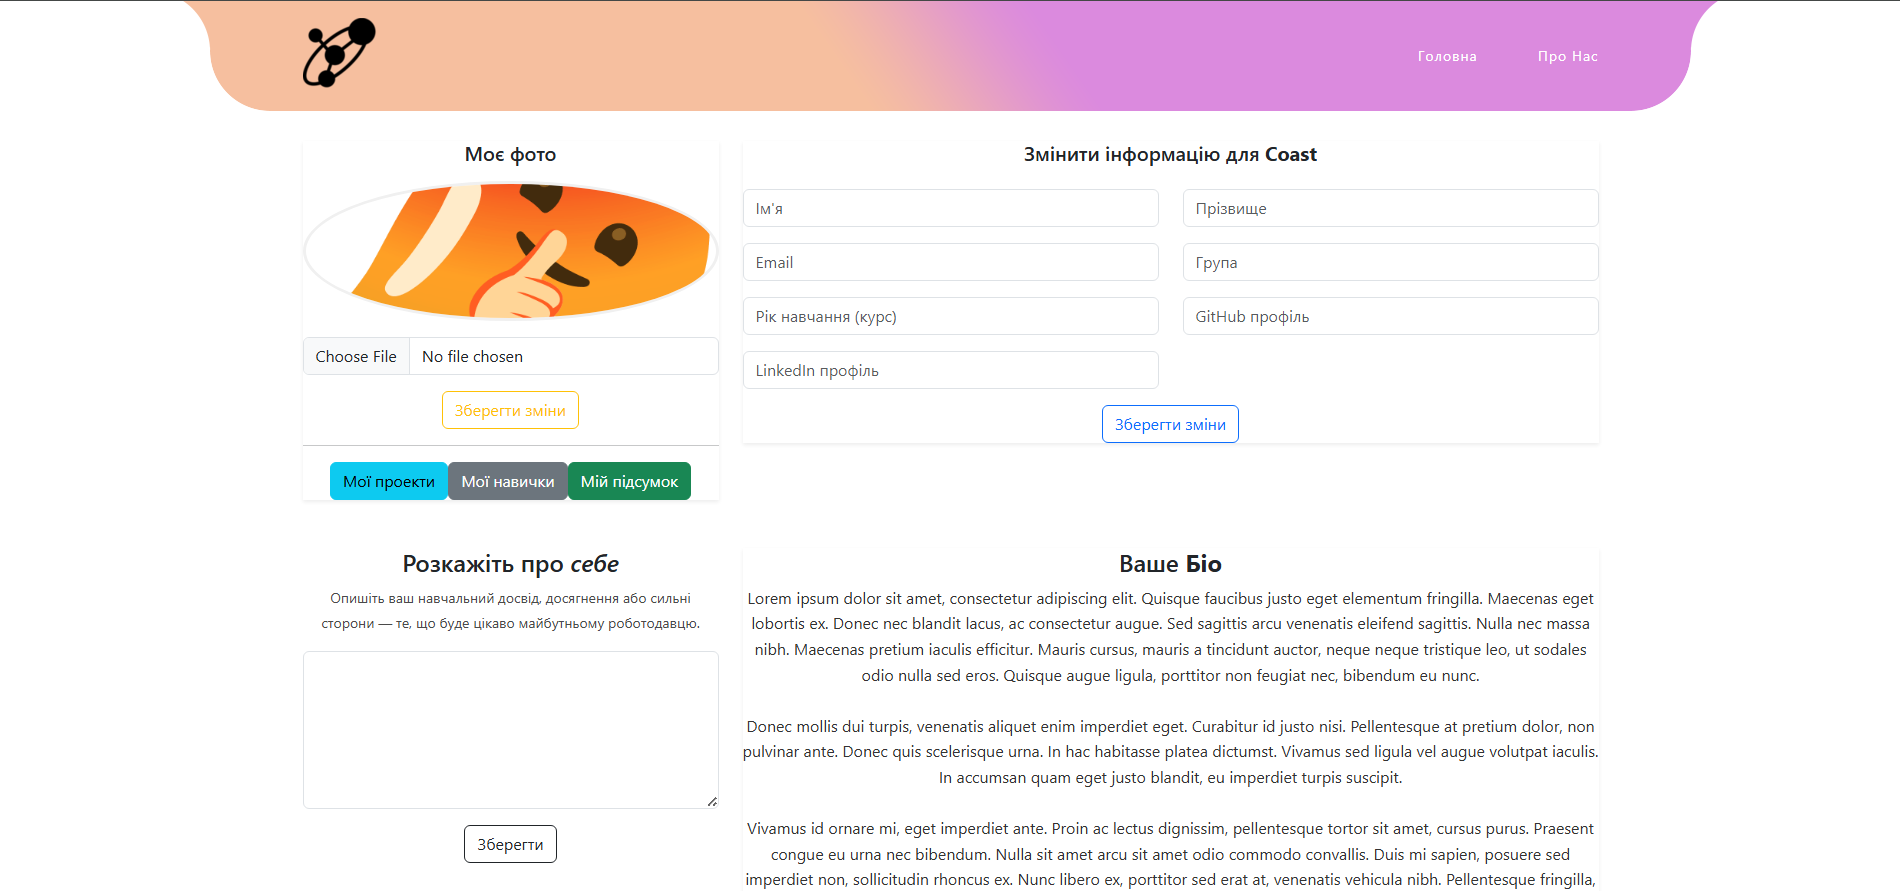 Головна
Про Нас
Моє фото
Choose File
No file chosen
Зберегти зміни
Мої проекти
Мої навички
Мій підсумок
Змінити інформацію для Coast
Ім'я
Прізвище
Email
Група
Рік навчання (курс)
GitHub профіль
LinkedIn профіль
Зберегти зміни
Розкажіть про себе
Опишіть ваш навчальний досвід, досягнення або сильні
сторони — те, що буде цікаво майбутньому роботодавцю.
Зберегти
Ваше Біо
Lorem ipsum dolor sit amet, consectetur adipiscing elit. Quisque faucibus justo eget elementum fringilla. Maecenas eget
lobortis ex. Donec nec blandit lacus, ac consectetur augue. Sed sagittis arcu venenatis eleifend sagittis. Nulla nec massa
nibh. Maecenas pretium iaculis efficitur. Mauris cursus, mauris a tincidunt auctor, neque neque tristique leo, ut sodales
odio nulla sed eros. Quisque augue ligula, porttitor non feugiat nec, bibendum eu nunc.
Donec mollis dui turpis, venenatis aliquet enim imperdiet eget. Curabitur id justo nisi. Pellentesque at pretium dolor, non
pulvinar ante. Donec quis scelerisque urna. In hac habitasse platea dictumst. Vivamus sed ligula vel augue volutpat iaculis.
In accumsan quam eget justo blandit, eu imperdiet turpis suscipit.
Vivamus id ornare mi, eget imperdiet ante. Proin ac lectus dignissim, pellentesque tortor sit amet, cursus purus. Praesent
congue eu urna nec bibendum. Nulla sit amet arcu sit amet odio commodo convallis. Duis mi sapien, posuere sed
imperdiet non, sollicitudin rhoncus ex. Nunc libero ex, porttitor sed erat at, venenatis vehicula nibh. Pellentesque fringilla,